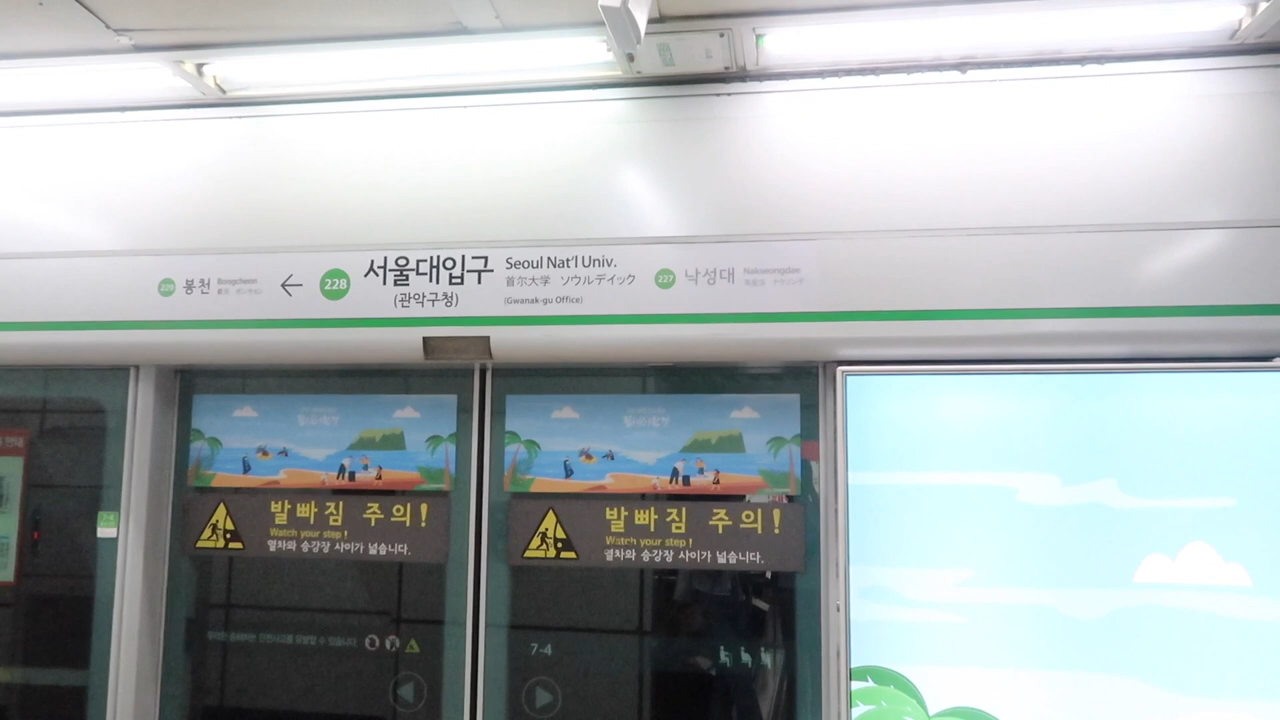 229 봉천 Bongcheon
← 228 서울대입구 (관악구청)
Seoul Nat'l Univ.
首尔大学 ソウルデイック
(Gwanak-gu Office)
227 낙성대 Nakseongdae
발빠짐 주의!
Watch your step !
열차와 승강장 사이가 넓습니다.
발빠짐 주의!
Watch your step !
열차와 승강장 사이가 넓습니다.
7-4